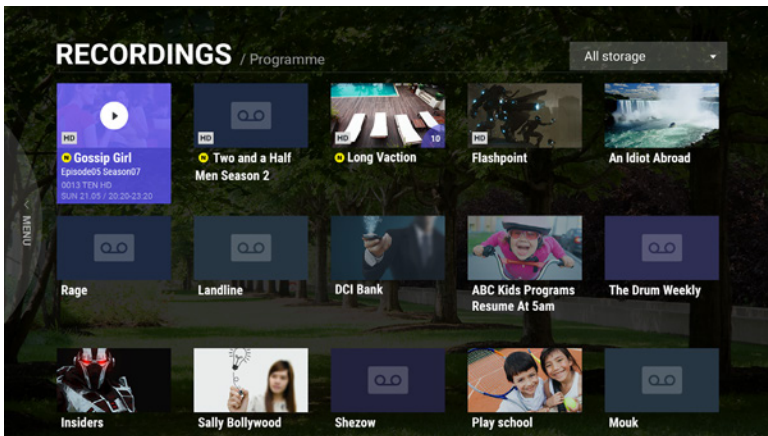 RECORDINGS / Programme
All storage
MENU
HD
N Gossip Girl
Episode05 Season07
0013 TEN HD
SUN 21.05 / 20:20-23:20
HD
N Two and a Half
Men Season 2
HD
10
N Long Vaction
HD
Flashpoint
An Idiot Abroad
Rage
Landline
DCI Bank
ABC Kids Programs
Resume At 5am
The Drum Weekly
Insiders
Sally Bollywood
Shezow
Play school
Mouk